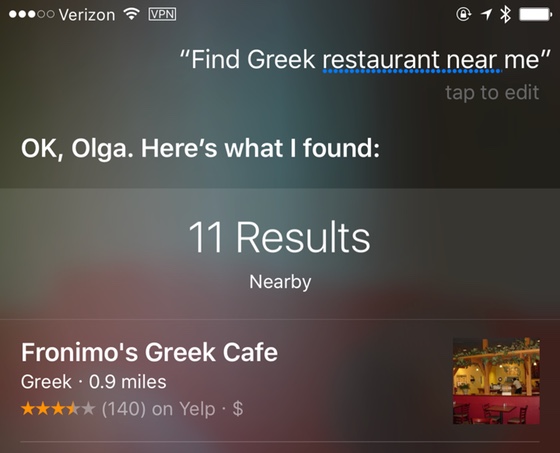 Verizon VPN
“Find Greek restaurant near me”
tap to edit
OK, Olga. Here’s what I found:
11 Results
Nearby
Fronimo's Greek Cafe
Greek · 0.9 miles
(140) on Yelp · $